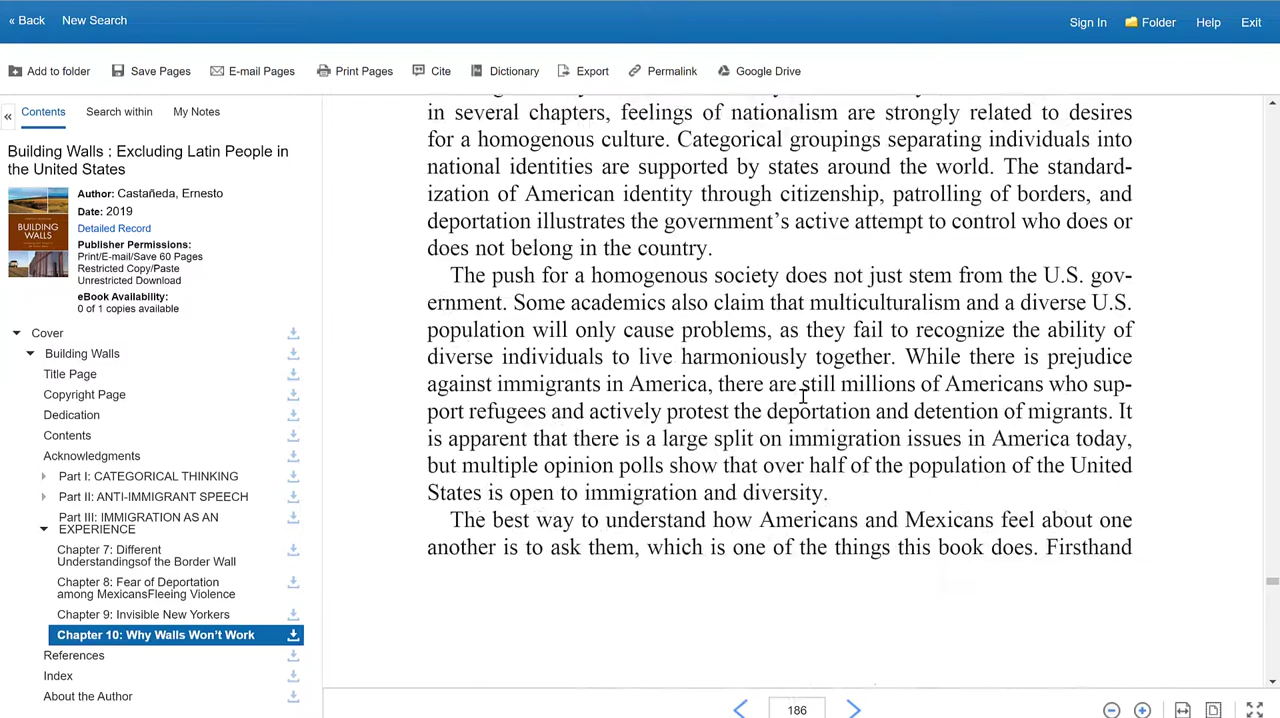 « Back New Search Sign In Folder Help Exit
Add to folder Save Pages E-mail Pages Print Pages Cite Dictionary Export Permalink Google Drive
« Contents Search within My Notes
Building Walls : Excluding Latin People in
the United States
Author: Castañeda, Ernesto
Date: 2019
Detailed Record
Publisher Permissions:
Print/E-mail/Save 60 Pages
Restricted Copy/Paste
Unrestricted Download
eBook Availability:
0 of 1 copies available
BUILDING
WALLS
Cover
Building Walls
Title Page
Copyright Page
Dedication
Contents
Acknowledgments
Part I: CATEGORICAL THINKING
Part II: ANTI-IMMIGRANT SPEECH
Part III: IMMIGRATION AS AN
EXPERIENCE
Chapter 7: Different
Understandingsof the Border Wall
Chapter 8: Fear of Deportation
among MexicansFleeing Violence
Chapter 9: Invisible New Yorkers
Chapter 10: Why Walls Won’t Work
References
Index
About the Author
in several chapters, feelings of nationalism are strongly related to desires
for a homogenous culture. Categorical groupings separating individuals into
national identities are supported by states around the world. The standard-
ization of American identity through citizenship, patrolling of borders, and
deportation illustrates the government’s active attempt to control who does or
does not belong in the country.
The push for a homogenous society does not just stem from the U.S. gov-
ernment. Some academics also claim that multiculturalism and a diverse U.S.
population will only cause problems, as they fail to recognize the ability of
diverse individuals to live harmoniously together. While there is prejudice
against immigrants in America, there are still millions of Americans who sup-
port refugees and actively protest the deportation and detention of migrants. It
is apparent that there is a large split on immigration issues in America today,
but multiple opinion polls show that over half of the population of the United
States is open to immigration and diversity.
The best way to understand how Americans and Mexicans feel about one
another is to ask them, which is one of the things this book does. Firsthand
186